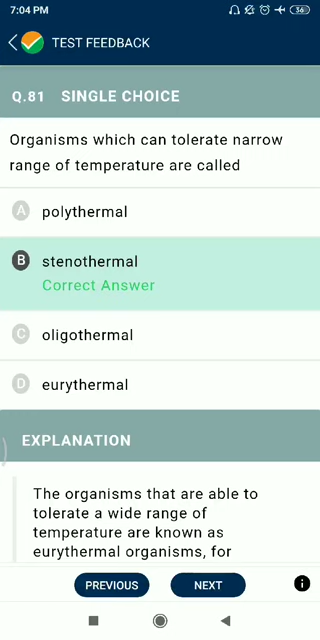 7:04 PM
36
TEST FEEDBACK
Q.81 SINGLE CHOICE
Organisms which can tolerate narrow
range of temperature are called
A polythermal
B stenothermal
Correct Answer
C oligothermal
D eurythermal
EXPLANATION
The organisms that are able to
tolerate a wide range of
temperature are known as
eurythermal organisms, for
PREVIOUS NEXT